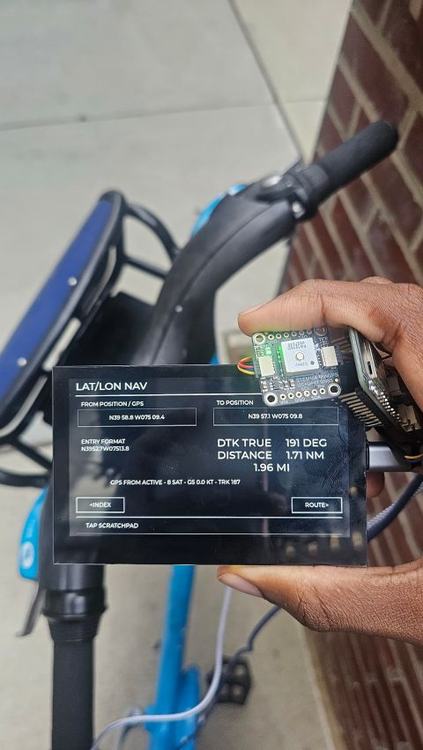 LAT/LON NAV
FROM POSITION / GPS
TO POSITION
N39 58.8 W075 09.4
N39 57.1 W075 09.8
ENTRY FORMAT
N3952.7W07513.8
DTK TRUE 191 DEG
DISTANCE 1.71 NM
1.96 MI
GPS FROM ACTIVE - 8 SAT - GS 0.0 KT - TRK 187
<INDEX
ROUTE>
TAP SCRATCHPAD